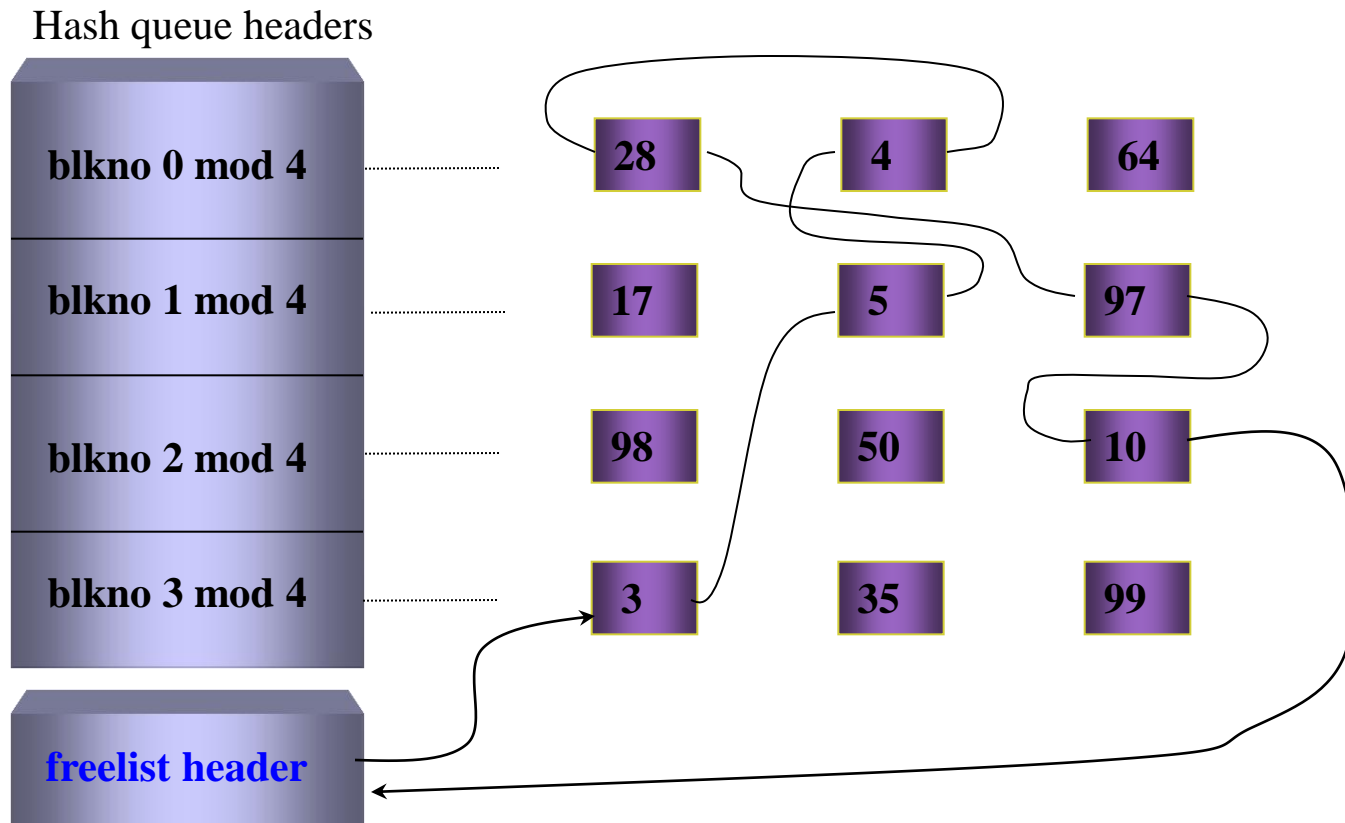 Hash queue headers
blkno 0 mod 4
28
4
64
blkno 1 mod 4
17
5
97
blkno 2 mod 4
98
50
10
blkno 3 mod 4
3
35
99
freelist header